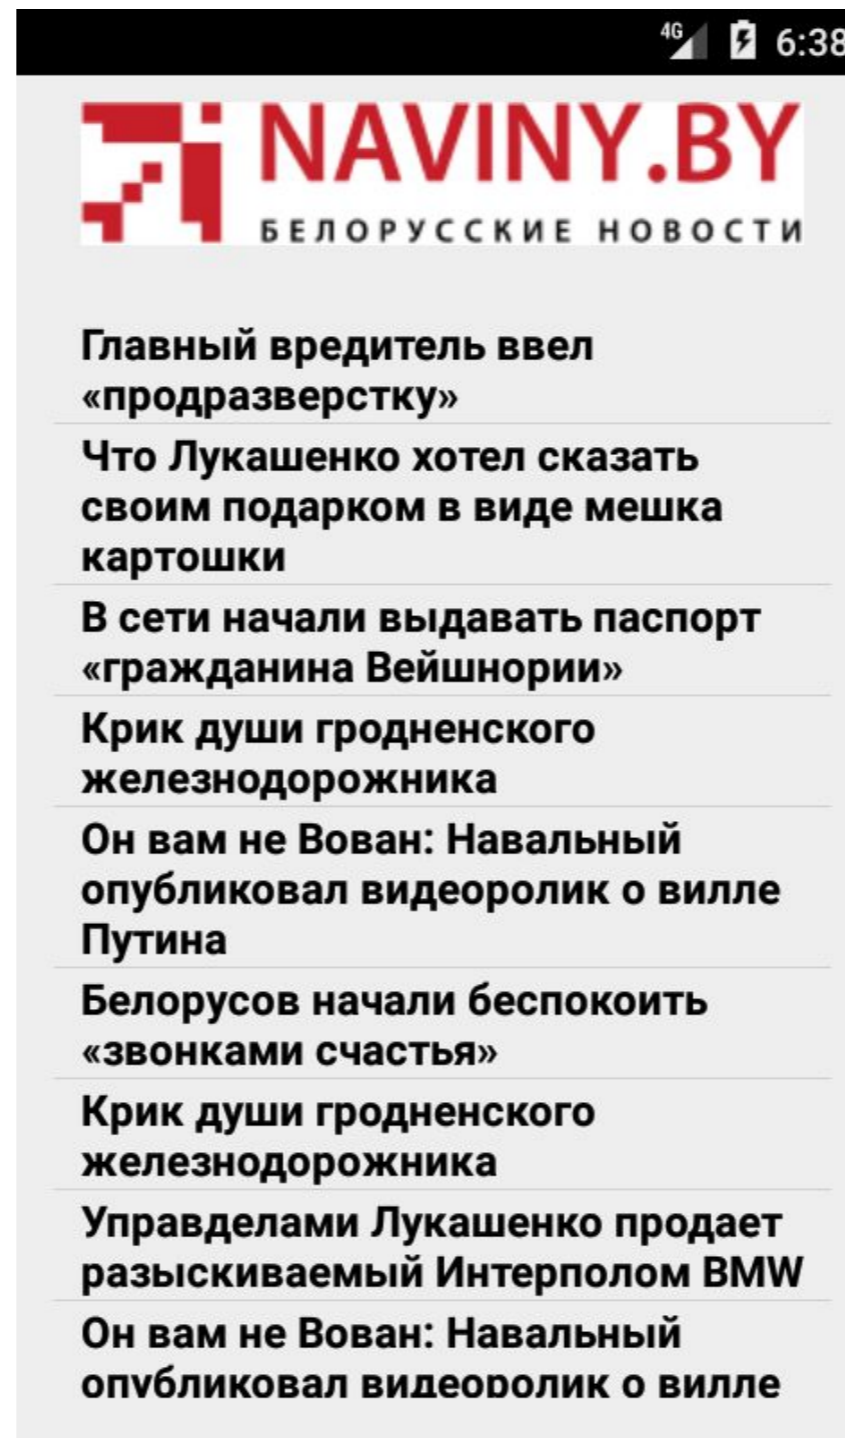 4G 6:38
NAVINY.BY
БЕЛОРУССКИЕ НОВОСТИ
Главный вредитель ввел
«продразверстку»
Что Лукашенко хотел сказать
своим подарком в виде мешка
картошки
В сети начали выдавать паспорт
«гражданина Вейшнории»
Крик души гродненского
железнодорожника
Он вам не Вован: Навальный
опубликовал видеоролик о вилле
Путина
Белорусов начали беспокоить
«звонками счастья»
Крик души гродненского
железнодорожника
Управделами Лукашенко продает
разыскиваемый Интерполом BMW
Он вам не Вован: Навальный
опубликовал видеоролик о вилле